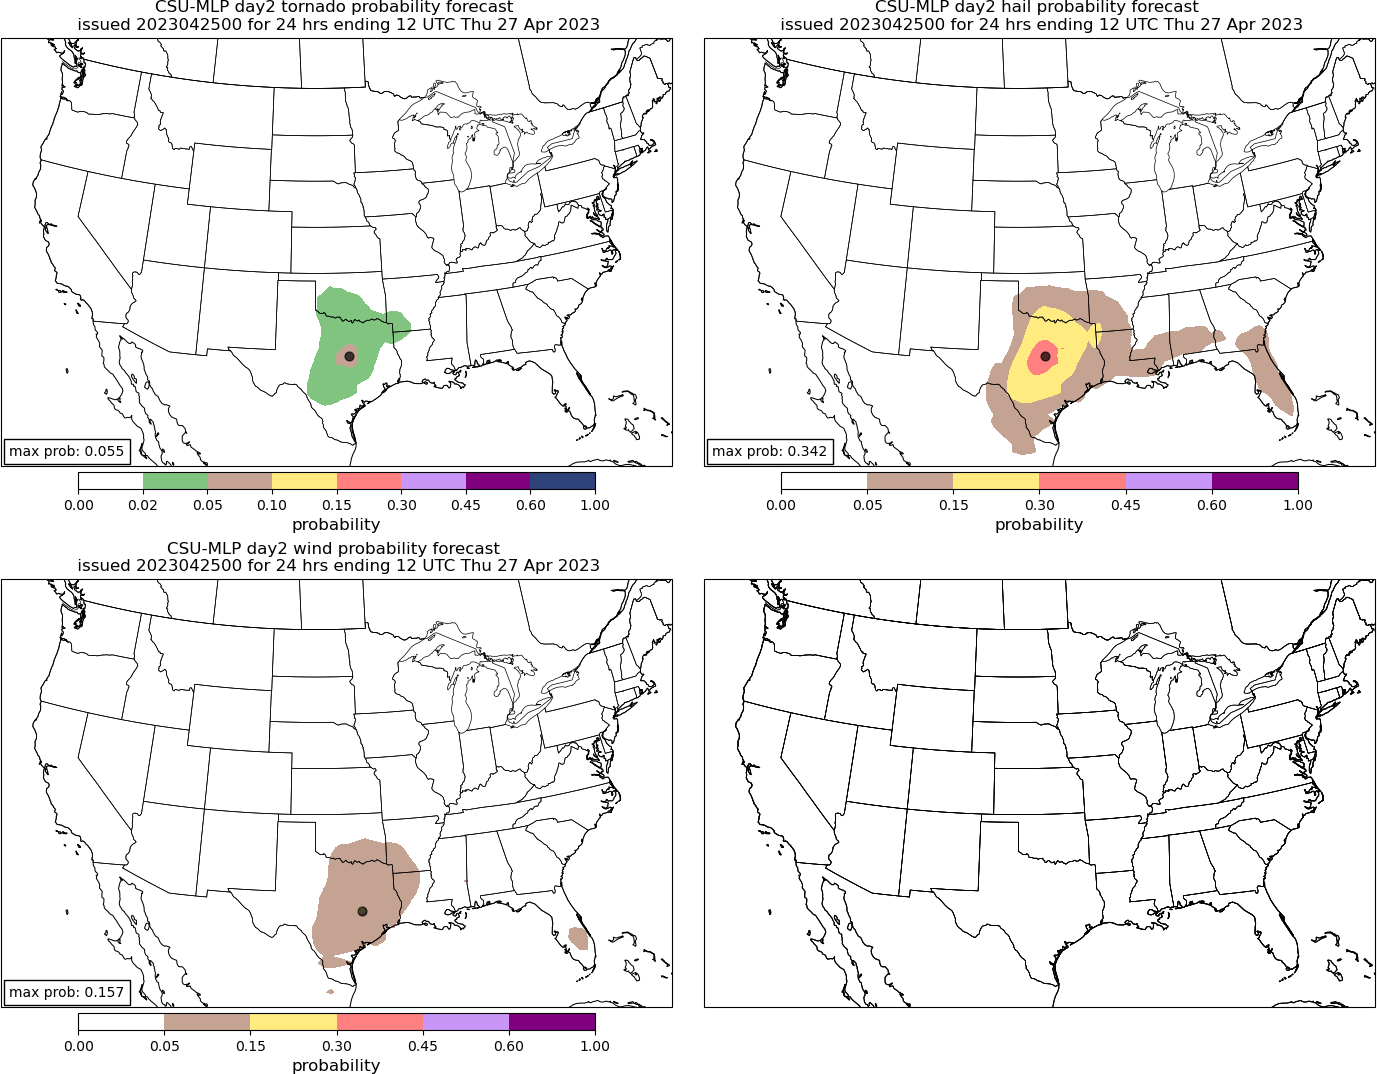 CSU-MLP day2 tornado probability forecast
issued 2023042500 for 24 hrs ending 12 UTC Thu 27 Apr 2023
max prob: 0.055
0.00 0.02 0.05 0.10 0.15 0.30 0.45 0.60 1.00
probability
CSU-MLP day2 hail probability forecast
issued 2023042500 for 24 hrs ending 12 UTC Thu 27 Apr 2023
max prob: 0.342
0.00 0.05 0.15 0.30 0.45 0.60 1.00
probability
CSU-MLP day2 wind probability forecast
issued 2023042500 for 24 hrs ending 12 UTC Thu 27 Apr 2023
max prob: 0.157
0.00 0.05 0.15 0.30 0.45 0.60 1.00
probability